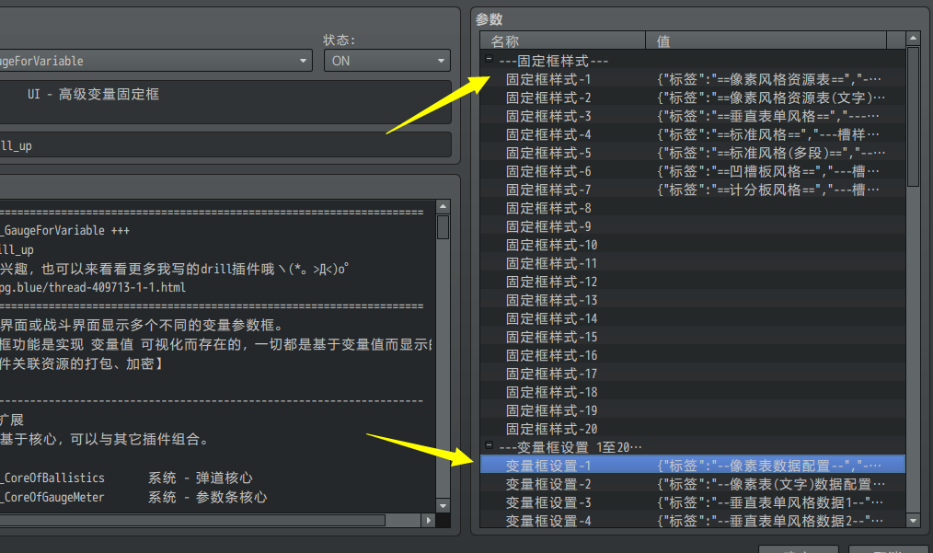 状态:
ugeForVariable
ON
UI - 高级变量固定框
ill_up
================================================================
_GaugeForVariable +++
ill_up
兴趣, 也可以来看看更多我写的drill插件哦ヽ(*。>Д<)o゜
pg.blue/thread-409713-1-1.html
================================================================
界面或战斗界面显示多个不同的变量参数框。
框功能是实现 变量值 可视化而存在的, 一切都是基于变量值而显示的
件关联资源的打包、加密】
----------------------------------------------------------------
扩展
基于核心, 可以与其它插件组合。
_CoreOfBallistics 系统 - 弹道核心
_CoreOfGaugeMeter 系统 - 参数条核心
参数
名称 值
---固定框样式---
固定框样式-1 {"标签":"==像素风格资源表==","-···
固定框样式-2 {"标签":"==像素风格资源表(文字)···
固定框样式-3 {"标签":"==垂直表单风格==","---···
固定框样式-4 {"标签":"==标准风格==","---槽样···
固定框样式-5 {"标签":"==标准风格(多段)==","--···
固定框样式-6 {"标签":"==凹槽板风格==","---槽···
固定框样式-7 {"标签":"==计分板风格==","---槽···
固定框样式-8
固定框样式-9
固定框样式-10
固定框样式-11
固定框样式-12
固定框样式-13
固定框样式-14
固定框样式-15
固定框样式-16
固定框样式-17
固定框样式-18
固定框样式-19
固定框样式-20
---变量框设置 1至20···
变量框设置-1 {"标签":"--像素表数据配置--","-···
变量框设置-2 {"标签":"--像素表(文字)数据配置···
变量框设置-3 {"标签":"--垂直表单风格数据1--"···
变量框设置-4 {"标签":"--垂直表单风格数据2--"···